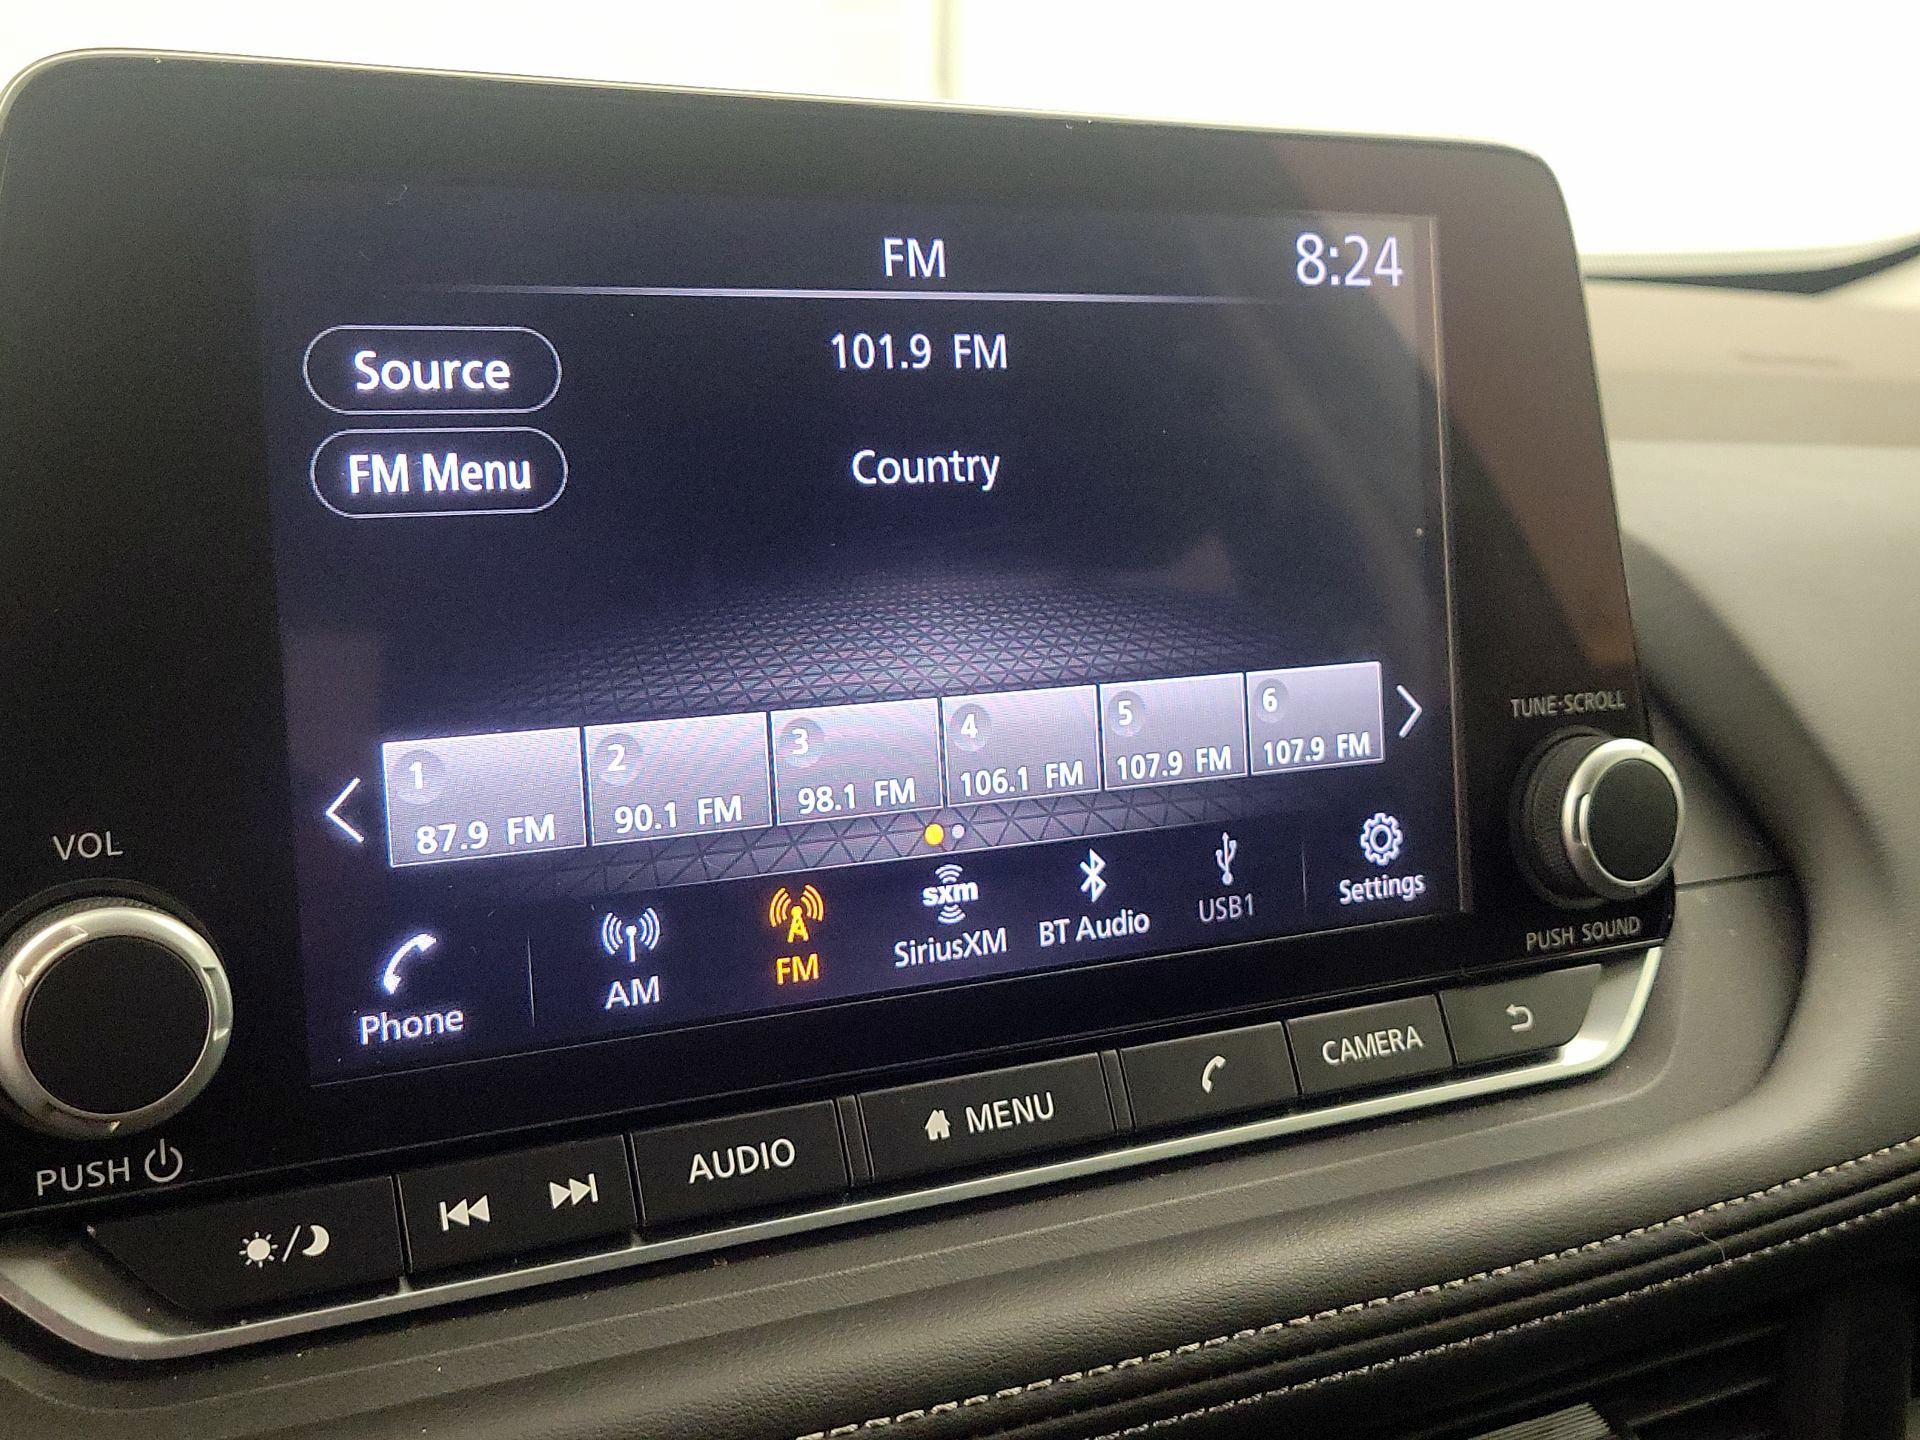 FM
8:24
Source
101.9 FM
FM Menu
Country
1
87.9 FM
2
90.1 FM
3
98.1 FM
4
106.1 FM
5
107.9 FM
6
107.9 FM
Phone
AM
FM
sxm
SiriusXM
BT Audio
USB1
Settings
VOL
PUSH
TUNE·SCROLL
PUSH SOUND
AUDIO
MENU
CAMERA